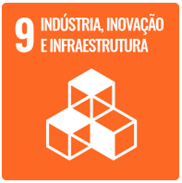 9 INDÚSTRIA, INOVAÇÃO
E INFRAESTRUTURA